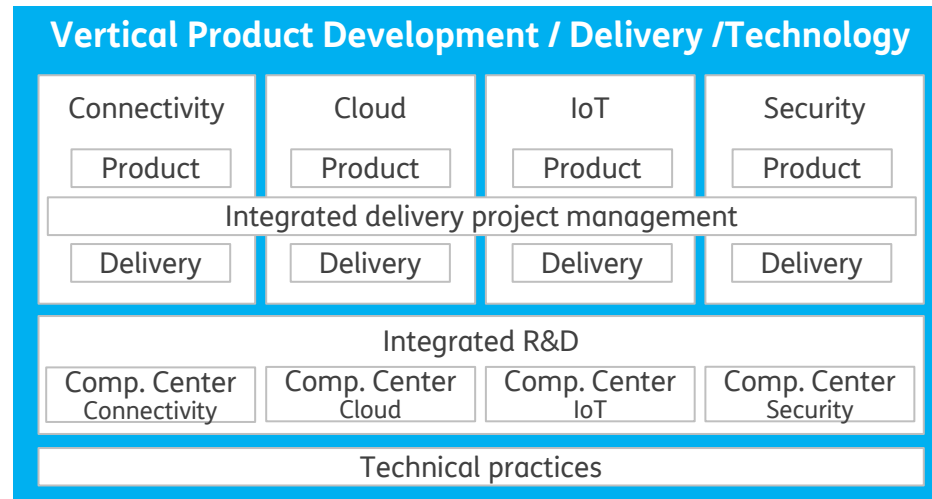 Vertical Product Development / Delivery /Technology
Connectivity
Cloud
IoT
Security
Product
Product
Product
Product
Integrated delivery project management
Delivery
Delivery
Delivery
Delivery
Integrated R&D
Comp. Center
Connectivity
Comp. Center
Cloud
Comp. Center
IoT
Comp. Center
Security
Technical practices